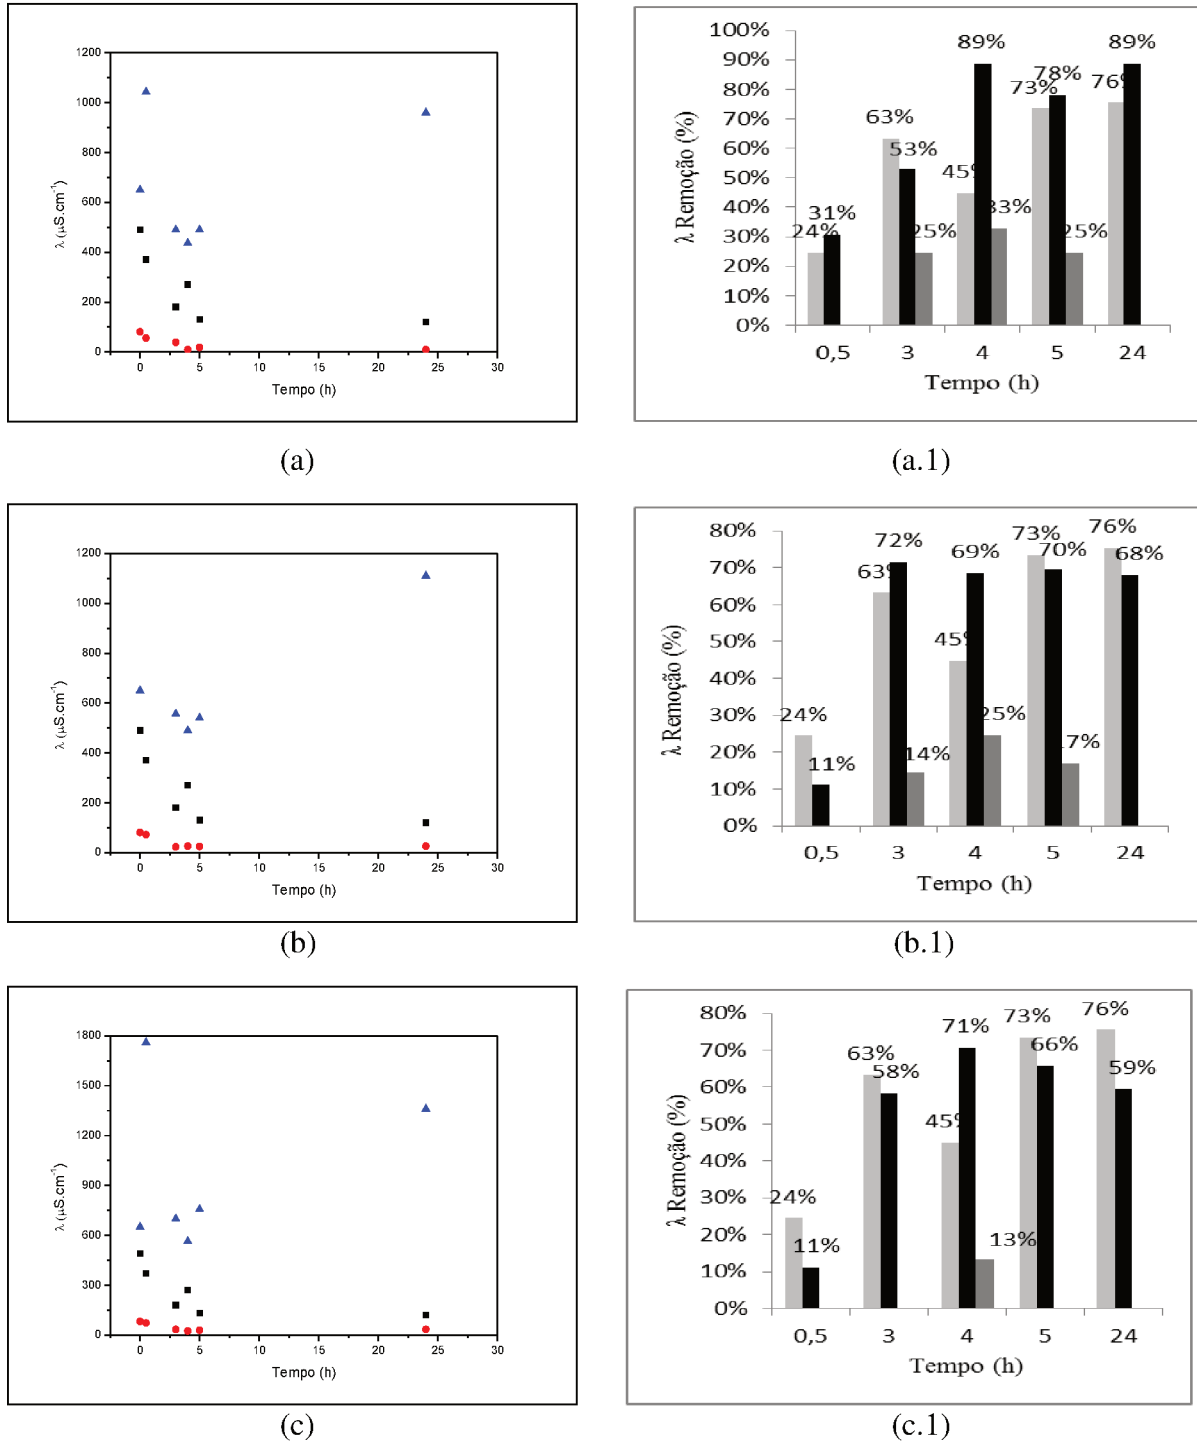 1200
1000
800
600
400
200
0
λ (µS.cm⁻¹)
0 5 10 15 20 25 30
Tempo (h)
(a)
100%
90%
80%
70%
60%
50%
40%
30%
20%
10%
0%
λ Remoção (%)
24% 31%
63% 53% 25%
45% 89% 33%
73% 78% 25%
76% 89%
0,5 3 4 5 24
Tempo (h)
(a.1)
1200
1000
800
600
400
200
0
λ (µS.cm⁻¹)
0 5 10 15 20 25 30
Tempo (h)
(b)
80%
70%
60%
50%
40%
30%
20%
10%
0%
λ Remoção (%)
24% 11%
63% 72% 14%
45% 69% 25%
73% 70% 17%
76% 68%
0,5 3 4 5 24
Tempo (h)
(b.1)
1800
1500
1200
900
600
300
0
λ (µS.cm⁻¹)
0 5 10 15 20 25 30
Tempo (h)
(c)
80%
70%
60%
50%
40%
30%
20%
10%
0%
λ Remoção (%)
24% 11%
63% 58%
45% 71% 13%
73% 66%
76% 59%
0,5 3 4 5 24
Tempo (h)
(c.1)